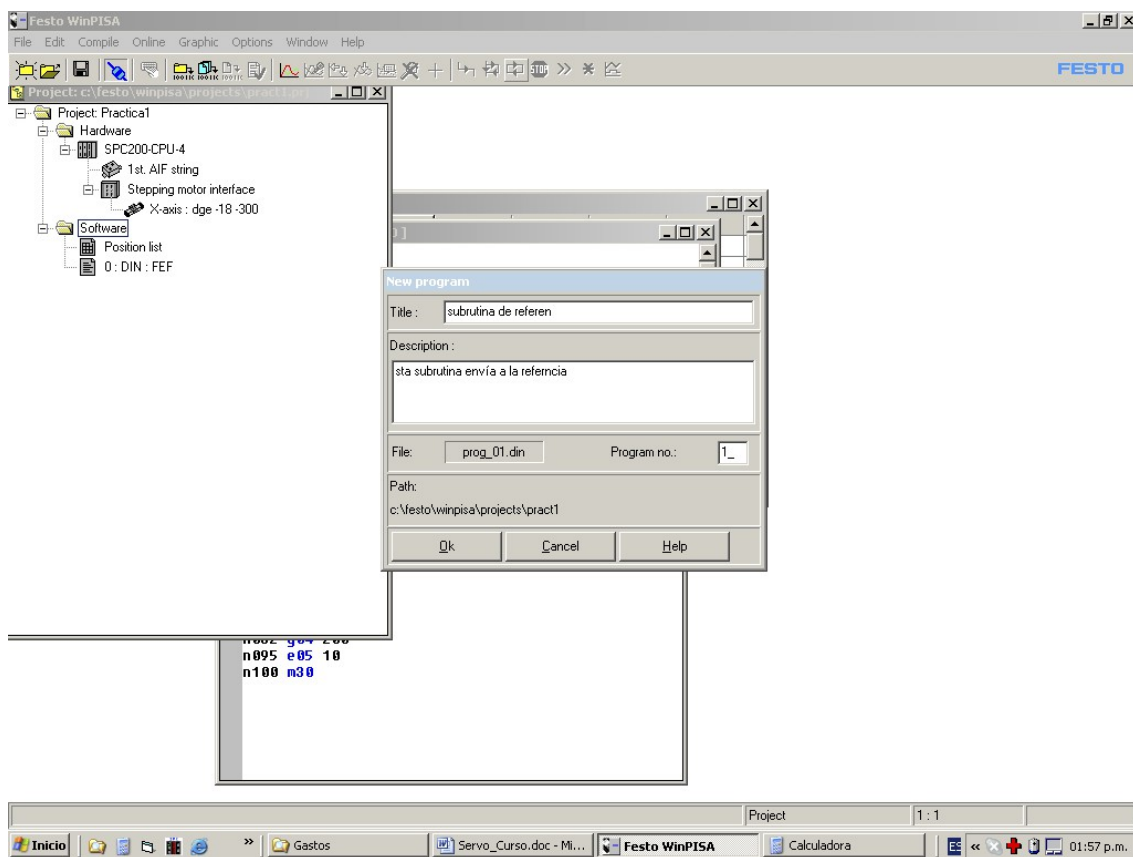 Festo WinPISA
File Edit Compile Online Graphic Options Window Help
STOP
FESTO
Project: c:\festo\winpisa\projects\pract1.prj
Project: Practica1
Hardware
SPC200-CPU-4
1st. AIF string
Stepping motor interface
X-axis : dge -18 -300
Software
Position list
0 : DIN : FEF
New program
Title : subrutina de referen
Description :
sta subrutina envía a la referncia
File: prog_01.din Program no.: 1_
Path:
c:\festo\winpisa\projects\pract1
Ok Cancel Help
n095 e05 10
n100 m30
Project 1 : 1
Inicio » Gastos Servo_Curso.doc - Mi... Festo WinPISA Calculadora ES « 01:57 p.m.